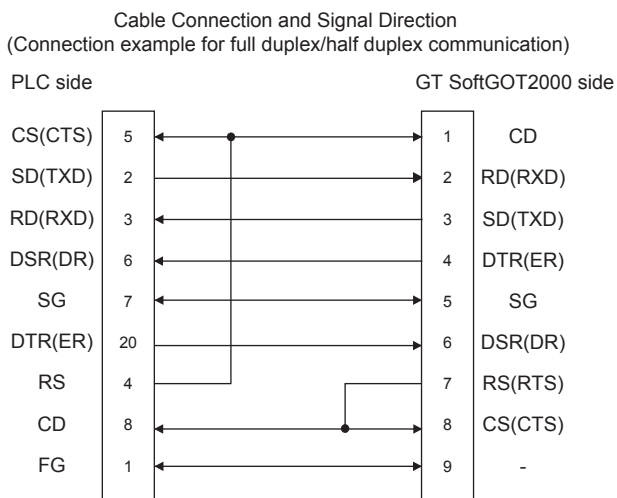 Cable Connection and Signal Direction
(Connection example for full duplex/half duplex communication)
PLC side GT SoftGOT2000 side
CS(CTS) 5 1 CD
SD(TXD) 2 2 RD(RXD)
RD(RXD) 3 3 SD(TXD)
DSR(DR) 6 4 DTR(ER)
SG 7 5 SG
DTR(ER) 20 6 DSR(DR)
RS 4 7 RS(RTS)
CD 8 8 CS(CTS)
FG 1 9 -